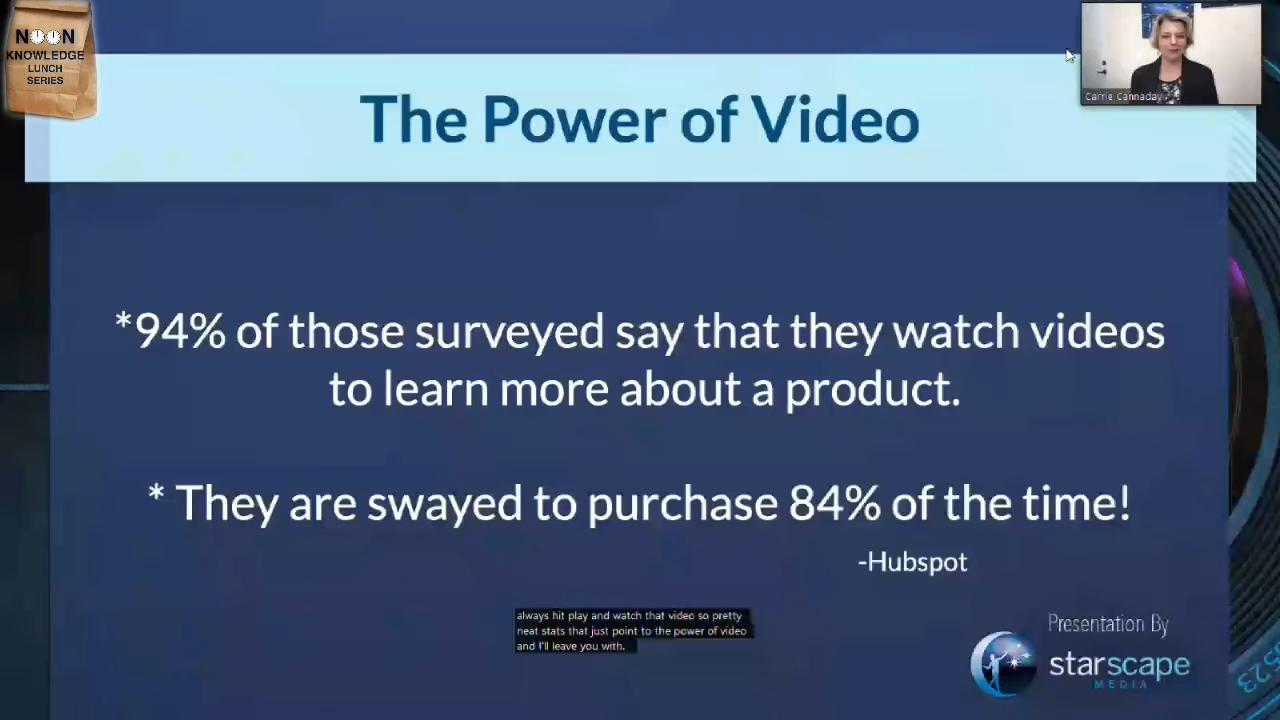 NOON
KNOWLEDGE
LUNCH
SERIES
Carrie Cannaday
The Power of Video
*94% of those surveyed say that they watch videos
to learn more about a product.
* They are swayed to purchase 84% of the time!
-Hubspot
always hit play and watch that video so pretty
neat stats that just point to the power of video
and I'll leave you with.
Presentation By
starscape
MEDIA